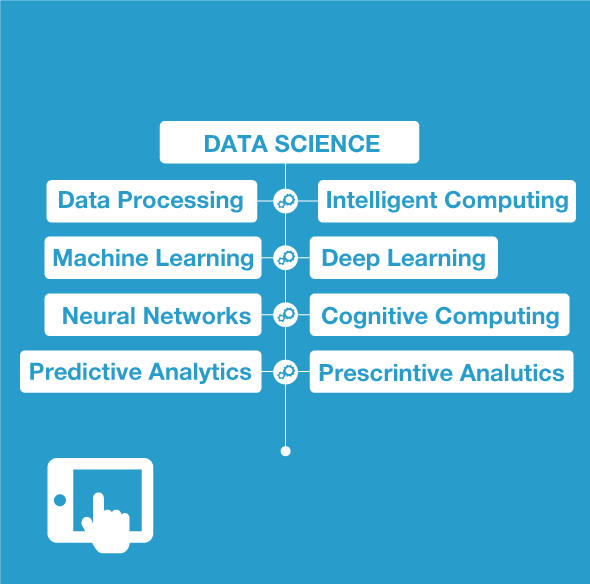 DATA SCIENCE
Data Processing
Intelligent Computing
Machine Learning
Deep Learning
Neural Networks
Cognitive Computing
Predictive Analytics
Prescrintive Analutics